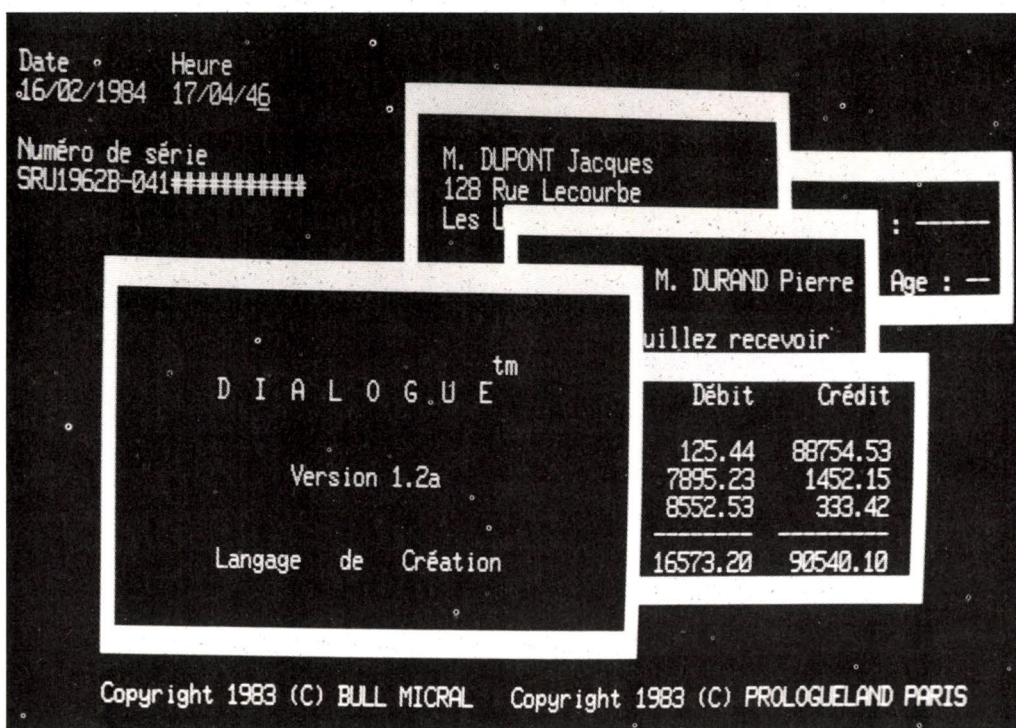 Date Heure
16/02/1984 17/04/46
Numéro de série
SRU1962B-041###########
M. DUPONT Jacques
128 Rue Lecourbe
Les U
: _____
M. DURAND Pierre
Age : __
uillez recevoir
DIALOGUE tm
Version 1.2a
Langage de Création
Débit Crédit
125.44 88754.53
7895.23 1452.15
8552.53 333.42
16573.20 90540.10
Copyright 1983 (C) BULL MICRAL Copyright 1983 (C) PROLOGUELAND PARIS